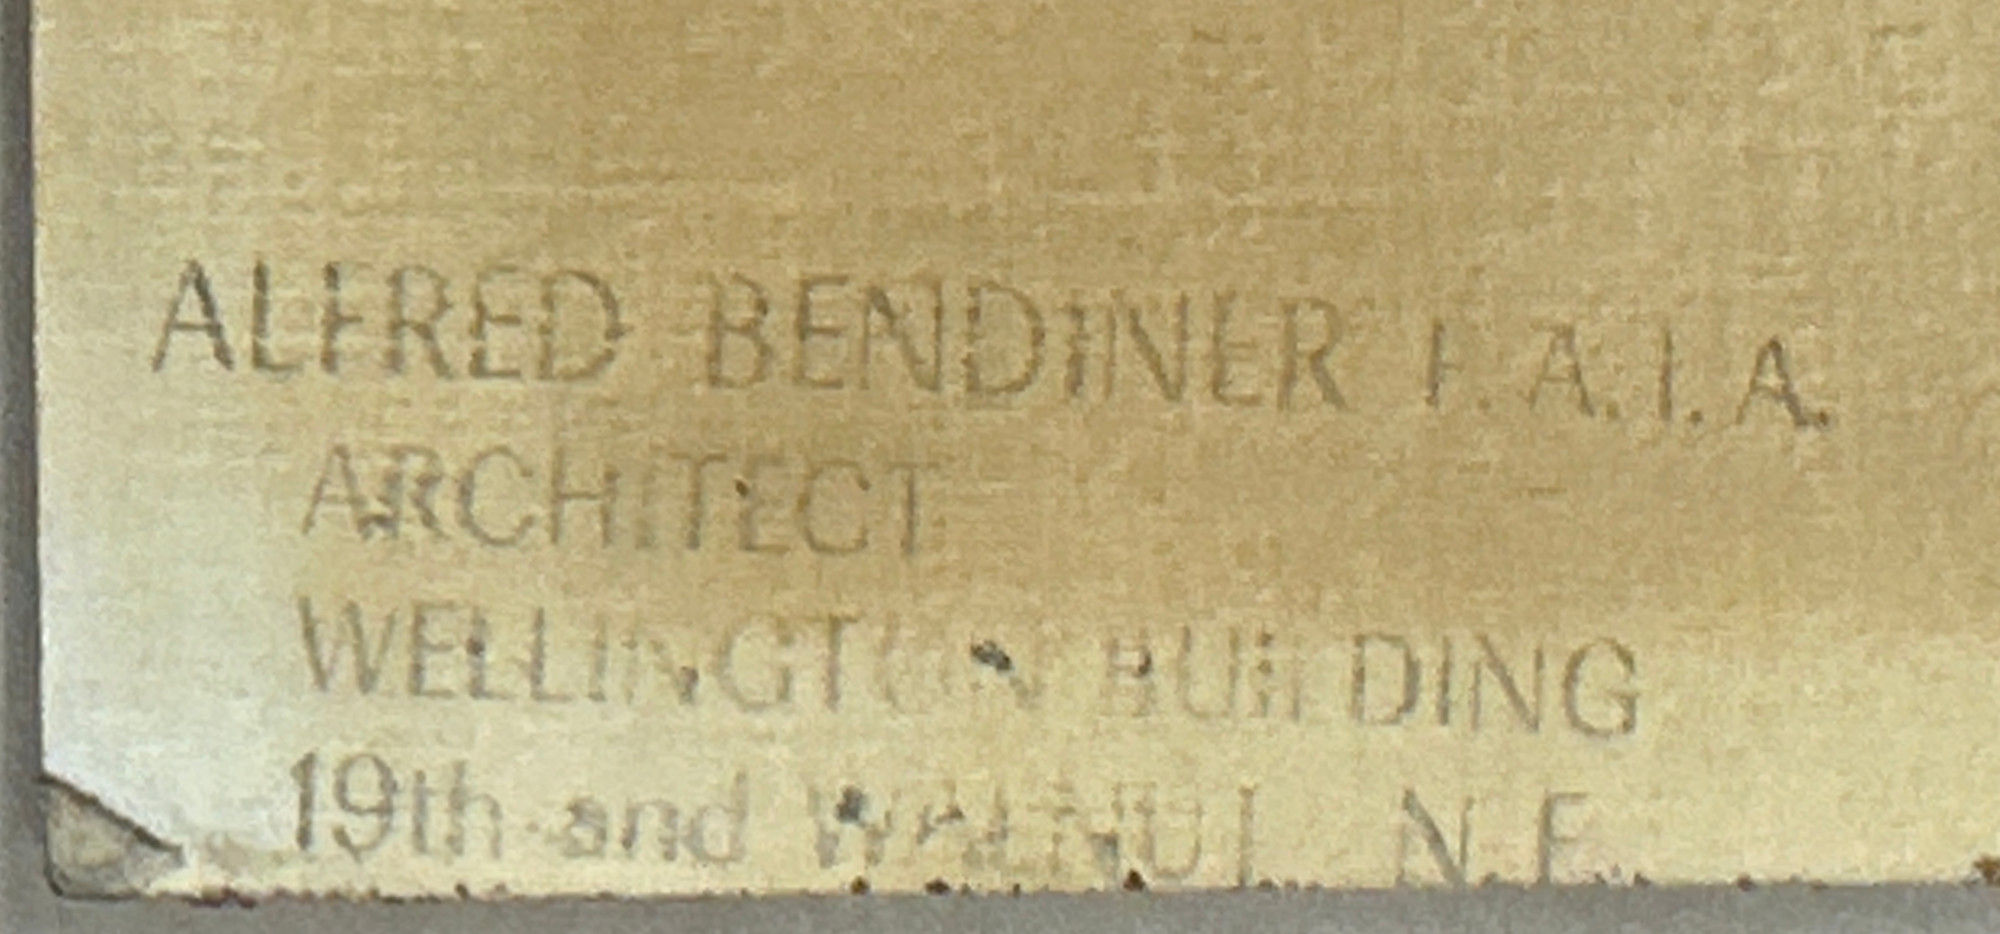 ALFRED BENDINER F.A.I.A.
ARCHITECT
WELLINGTON BUILDING
19th and WALNUT N.E.